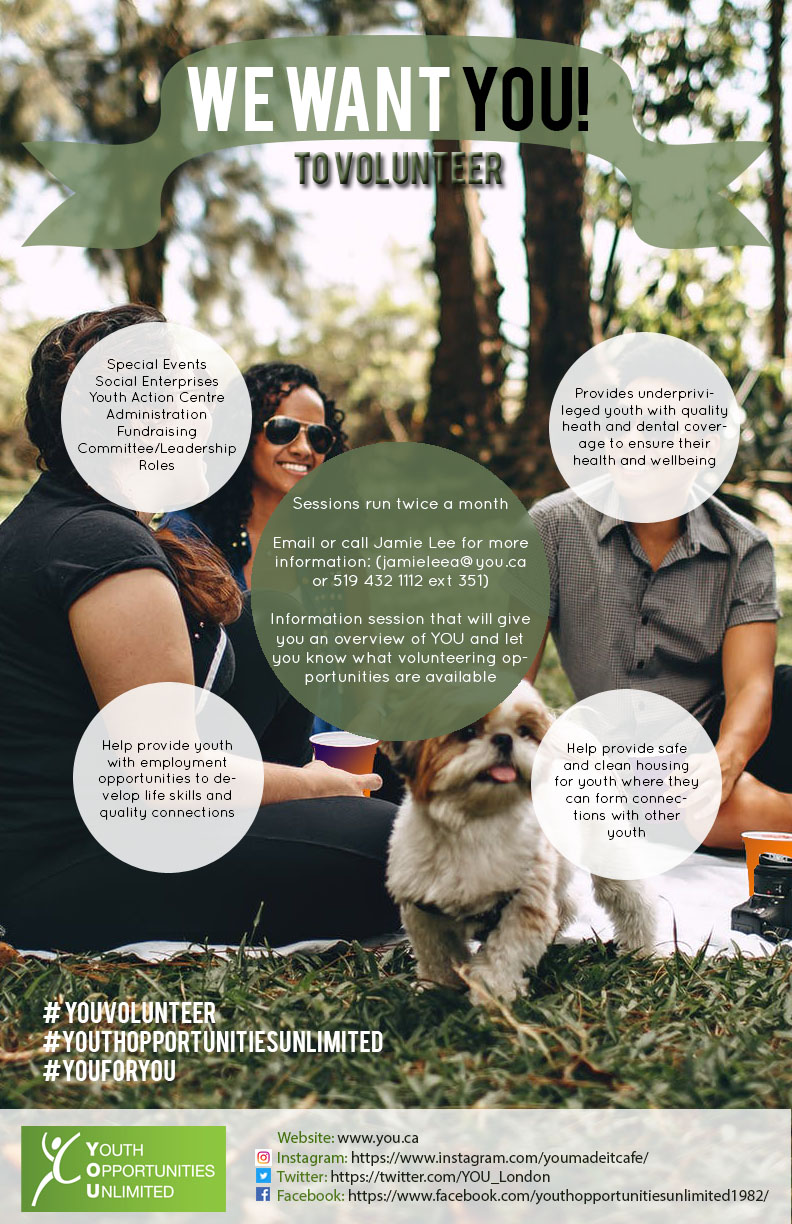 WE WANT YOU!
TO VOLUNTEER
Special Events
Social Enterprises
Youth Action Centre
Administration
Fundraising
Committee/Leadership
Roles
Provides underprivi-
leged youth with quality
heath and dental cover-
age to ensure their
health and wellbeing
Sessions run twice a month
Email or call Jamie Lee for more
information: (jamieleea@you.ca
or 519 432 1112 ext 351)
Information session that will give
you an overview of YOU and let
you know what volunteering op-
portunities are available
Help provide youth
with employment
opportunities to de-
velop life skills and
quality connections
Help provide safe
and clean housing
for youth where they
can form connec-
tions with other
youth
# YOUVOLUNTEER
#YOUTHOPPORTUNITIESUNLIMITED
#YOUFORYOU
YOUTH
OPPORTUNITIES
UNLIMITED
Website: www.you.ca
Instagram: https://www.instagram.com/youmadeitcafe/
Twitter: https://twitter.com/YOU_London
Facebook: https://www.facebook.com/youthopportunitiesunlimited1982/